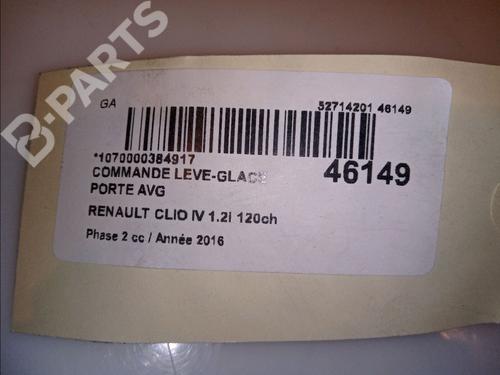 B-PARTS
GA 52714201 46149
*1070000384917
46149
COMMANDE LEVE-GLACE
PORTE AVG
RENAULT CLIO IV 1.2i 120ch
Phase 2 cc / Année 2016